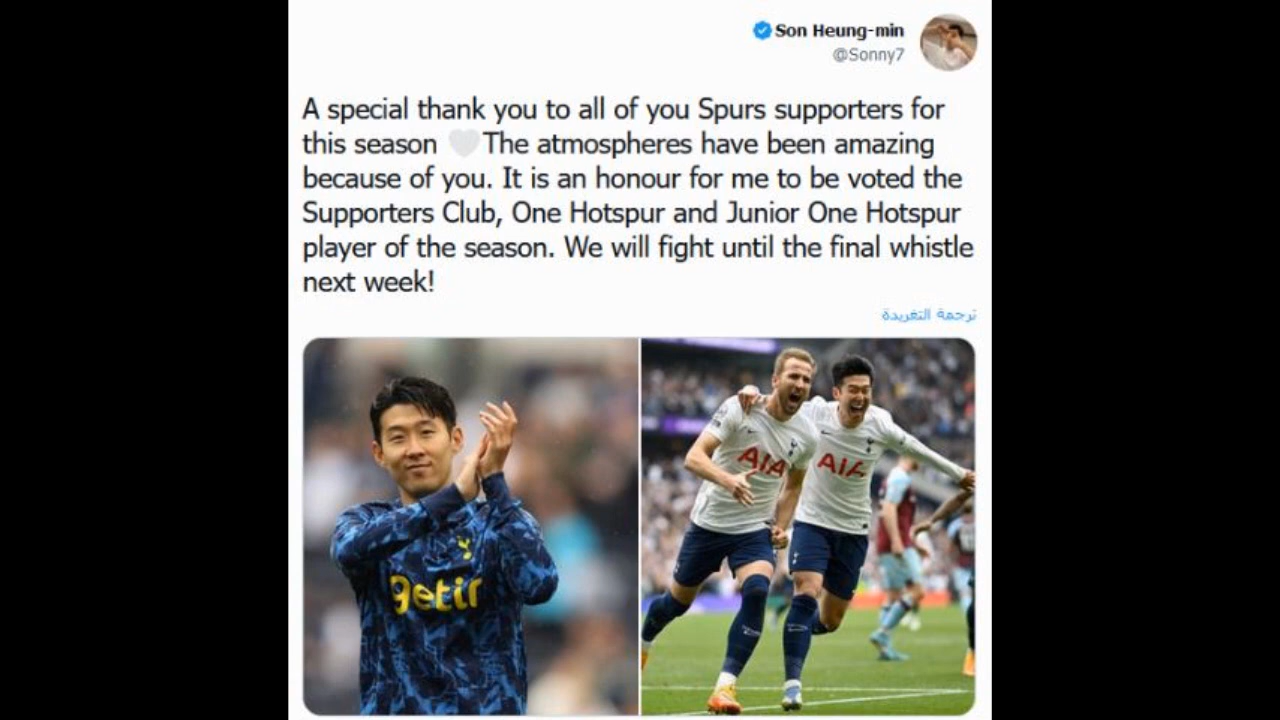 Son Heung-min
@Sonny7
A special thank you to all of you Spurs supporters for
this season 🤍The atmospheres have been amazing
because of you. It is an honour for me to be voted the
Supporters Club, One Hotspur and Junior One Hotspur
player of the season. We will fight until the final whistle
next week!
ترجمة التغريدة
getir
AIA
AIA